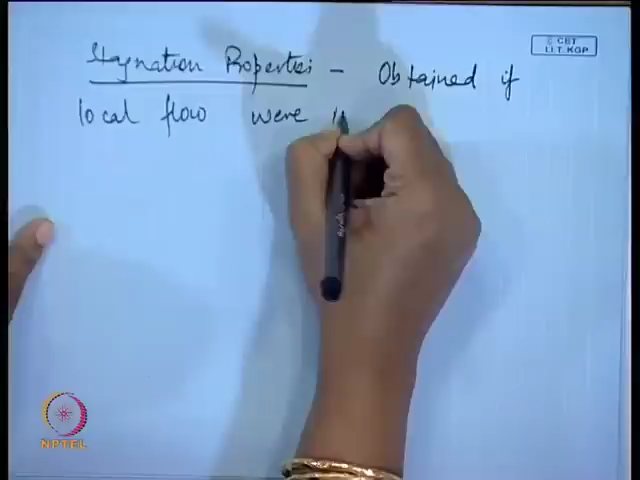 © CET
I.I.T. KGP
Stagnation Properties - Obtained if
local flow were
NPTEL